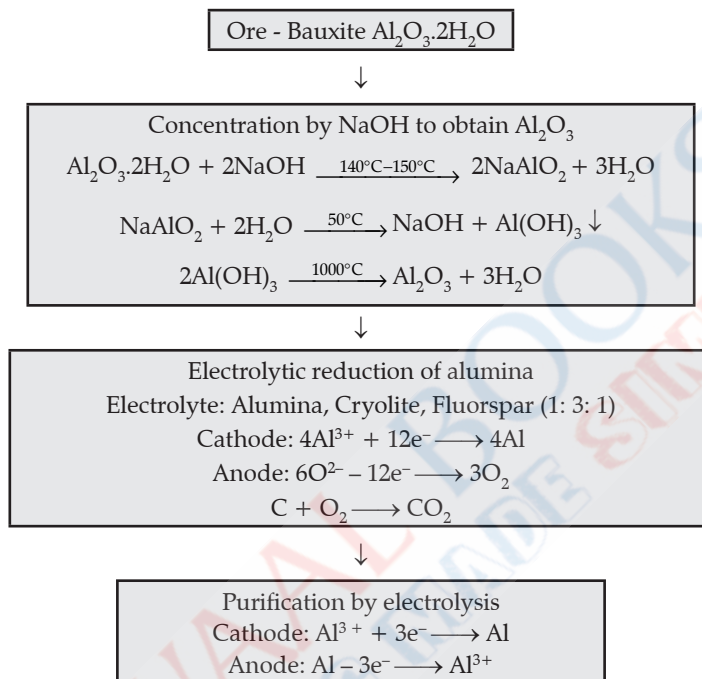 Ore - Bauxite Al₂O₃.2H₂O
↓
Concentration by NaOH to obtain Al₂O₃
Al₂O₃.2H₂O + 2NaOH —140°C–150°C→ 2NaAlO₂ + 3H₂O
NaAlO₂ + 2H₂O —50°C→ NaOH + Al(OH)₃ ↓
2Al(OH)₃ —1000°C→ Al₂O₃ + 3H₂O
↓
Electrolytic reduction of alumina
Electrolyte: Alumina, Cryolite, Fluorspar (1: 3: 1)
Cathode: 4Al³⁺ + 12e⁻ ⟶ 4Al
Anode: 6O²⁻ – 12e⁻ ⟶ 3O₂
C + O₂ ⟶ CO₂
↓
Purification by electrolysis
Cathode: Al³⁺ + 3e⁻ ⟶ Al
Anode: Al – 3e⁻ ⟶ Al³⁺